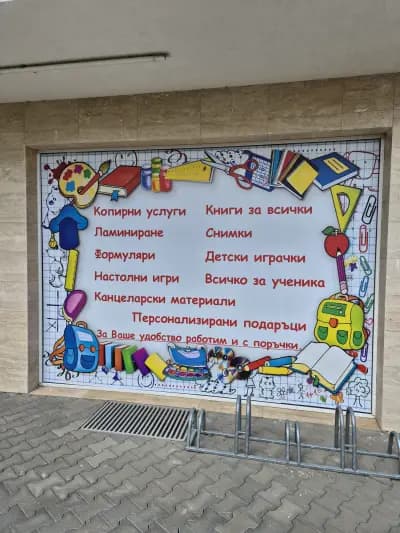 Копирни услуги Книги за всички
Ламиниране Снимки
Формуляри Детски играчки
Настолни игри Всичко за ученика
Канцеларски материали
Персонализирани подаръци
За Ваше удобство работим и с поръчки